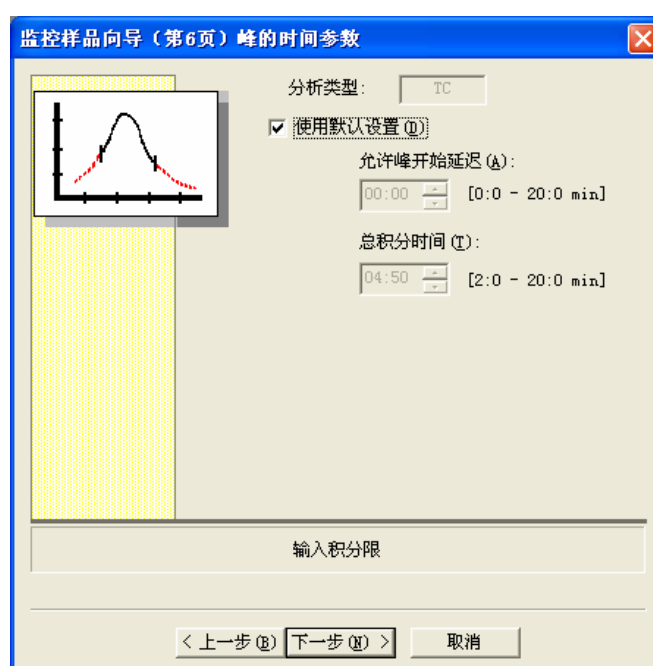 监控样品向导（第6页）峰的时间参数
分析类型: TC
使用默认设置(D)
允许峰开始延迟(A):
00:00 [0:0 - 20:0 min]
总积分时间(T):
04:50 [2:0 - 20:0 min]
输入积分限
< 上一步(B) 下一步(N) > 取消